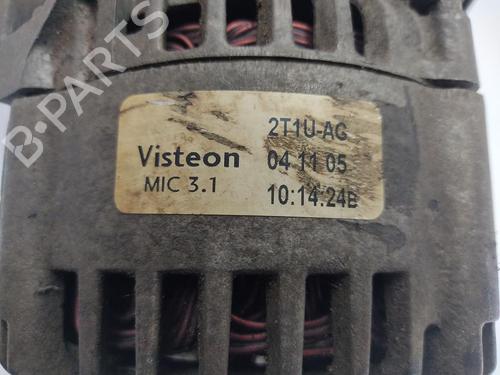 B-PARTS
2T1U-AC
Visteon 04 11 05
MIC 3.1 10:14:24B